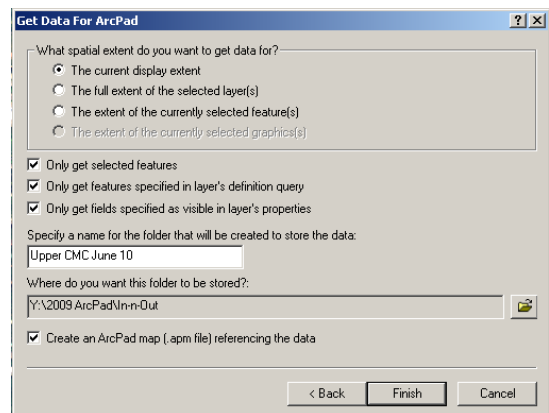 Get Data For ArcPad
What spatial extent do you want to get data for?
The current display extent
The full extent of the selected layer(s)
The extent of the currently selected feature(s)
The extent of the currently selected graphics(s)
Only get selected features
Only get features specified in layer's definition query
Only get fields specified as visible in layer's properties
Specify a name for the folder that will be created to store the data:
Upper CMC June 10
Where do you want this folder to be stored?:
Y:\2009 ArcPad\In-n-Out
Create an ArcPad map (.apm file) referencing the data
< Back Finish Cancel